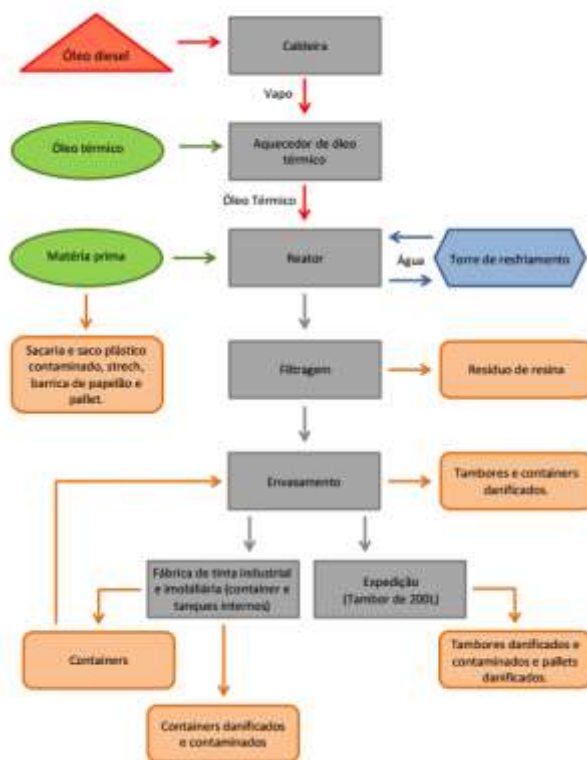 Óleo diesel
Caldeira
Vapo
Óleo térmico
Aquecedor de óleo
térmico
Óleo Térmico
Matéria prima
Reator
Água
Torre de resfriamento
Sacaria e saco plástico
contaminado, strech,
barrica de papelão e
pallet.
Filtragem
Resíduo de resina
Envasamento
Tambores e containers
danificados.
Fábrica de tinta industrial
e imobiliária (container e
tanques internos)
Expedição
(Tambor de 200L)
Containers
Tambores danificados e
contaminados e pallets
danificados.
Containers danificados
e contaminados